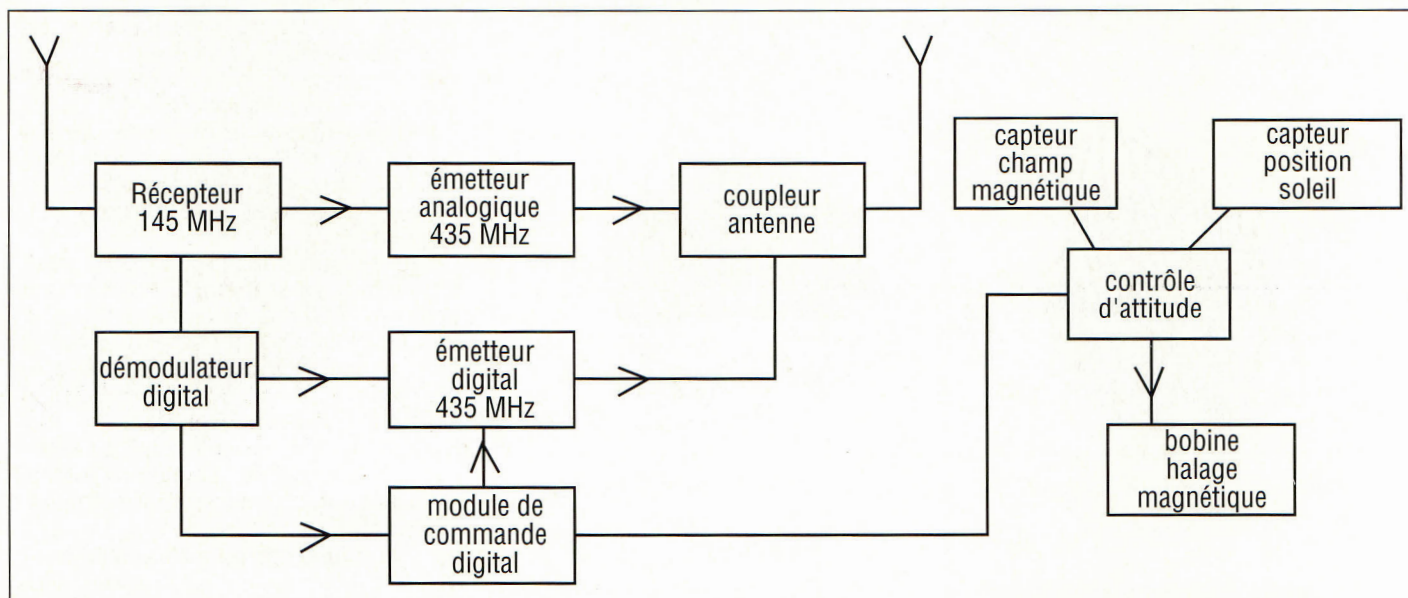 Récepteur
145 MHz
émetteur
analogique
435 MHz
coupleur
antenne
capteur
champ
magnétique
capteur
position
soleil
contrôle
d'attitude
démodulateur
digital
émetteur
digital
435 MHz
bobine
halage
magnétique
module de
commande
digital